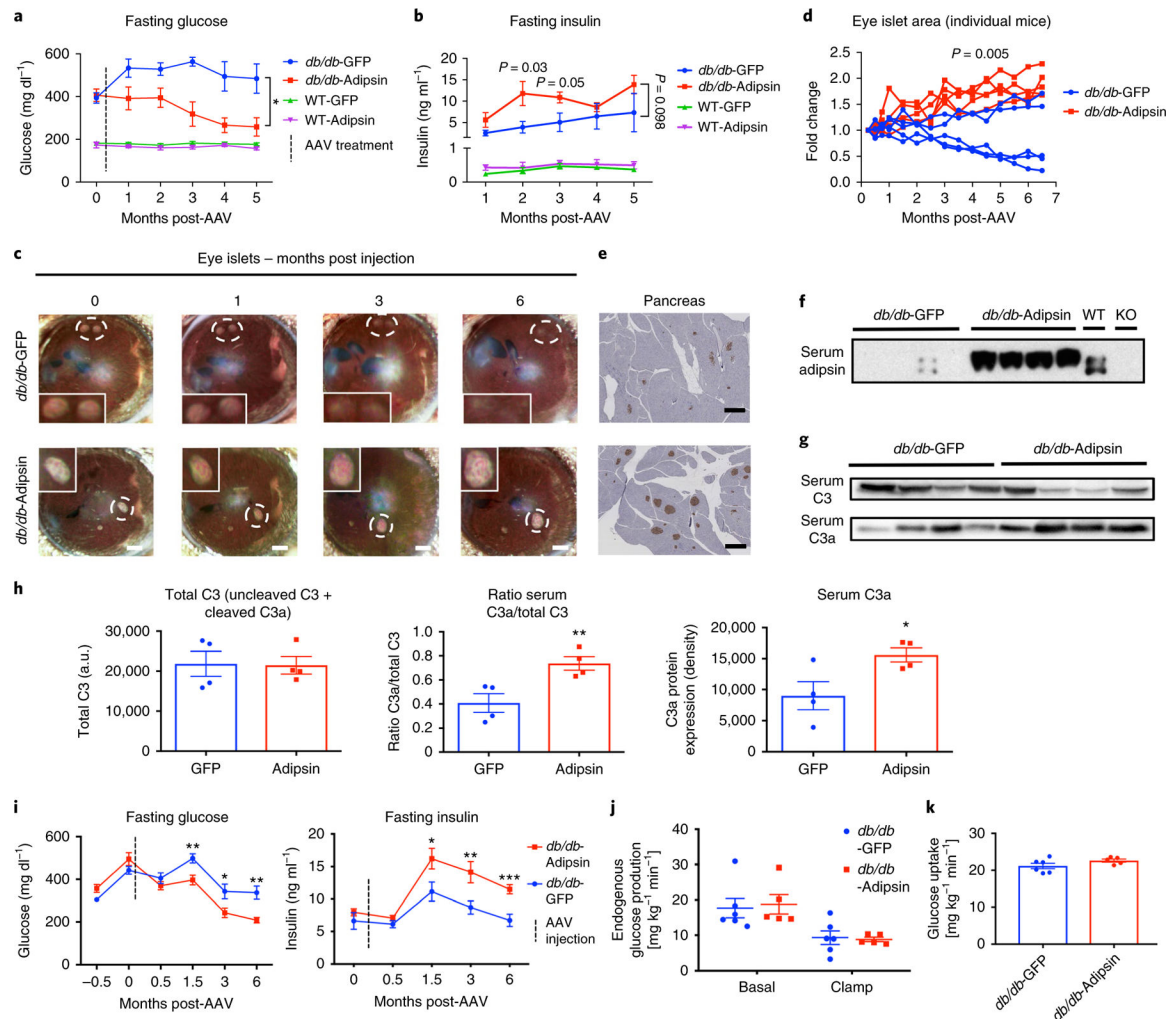 a
Fasting glucose
Glucose (mg dl–1)
600
400
200
0
0 1 2 3 4 5
Months post-AAV
*
db/db-GFP
db/db-Adipsin
WT-GFP
WT-Adipsin
AAV treatment
b
Fasting insulin
Insulin (ng ml–1)
20
15
10
5
1
0
1 2 3 4 5
Months post-AAV
P = 0.03
P = 0.05
P = 0.098
db/db-GFP
db/db-Adipsin
WT-GFP
WT-Adipsin
d
Eye islet area (individual mice)
Fold change
2.5
2.0
1.5
1.0
0.5
0
0 1 2 3 4 5 6 7
Months post-AAV
P = 0.005
db/db-GFP
db/db-Adipsin
c
Eye islets – months post injection
0 1 3 6
db/db-GFP
db/db-Adipsin
e
Pancreas
f
db/db-GFP db/db-Adipsin WT KO
Serum
adipsin
g
db/db-GFP db/db-Adipsin
Serum
C3
Serum
C3a
h
Total C3 (uncleaved C3 +
cleaved C3a)
Total C3 (a.u.)
30,000
20,000
10,000
0
GFP Adipsin
Ratio serum
C3a/total C3
Ratio C3a/total C3
1.0
0.8
0.6
0.4
0.2
0
**
GFP Adipsin
Serum C3a
C3a protein
expression (density)
20,000
15,000
10,000
5,000
0
*
GFP Adipsin
i
Fasting glucose
Glucose (mg dl–1)
600
400
200
0
** * **
–0.5 0 0.5 1.5 3 6
Months post-AAV
Fasting insulin
Insulin (ng ml–1)
20
15
10
5
0
* ** ***
0 0.5 1.5 3 6
Months post-AAV
db/db-
Adipsin
db/db-
GFP
AAV
injection
j
Endogenous
glucose production
[mg kg–1 min–1]
40
30
20
10
0
Basal Clamp
db/db
-GFP
db/db
-Adipsin
k
Glucose uptake
[mg kg–1 min–1]
30
20
10
0
db/db-GFP
db/db-Adipsin